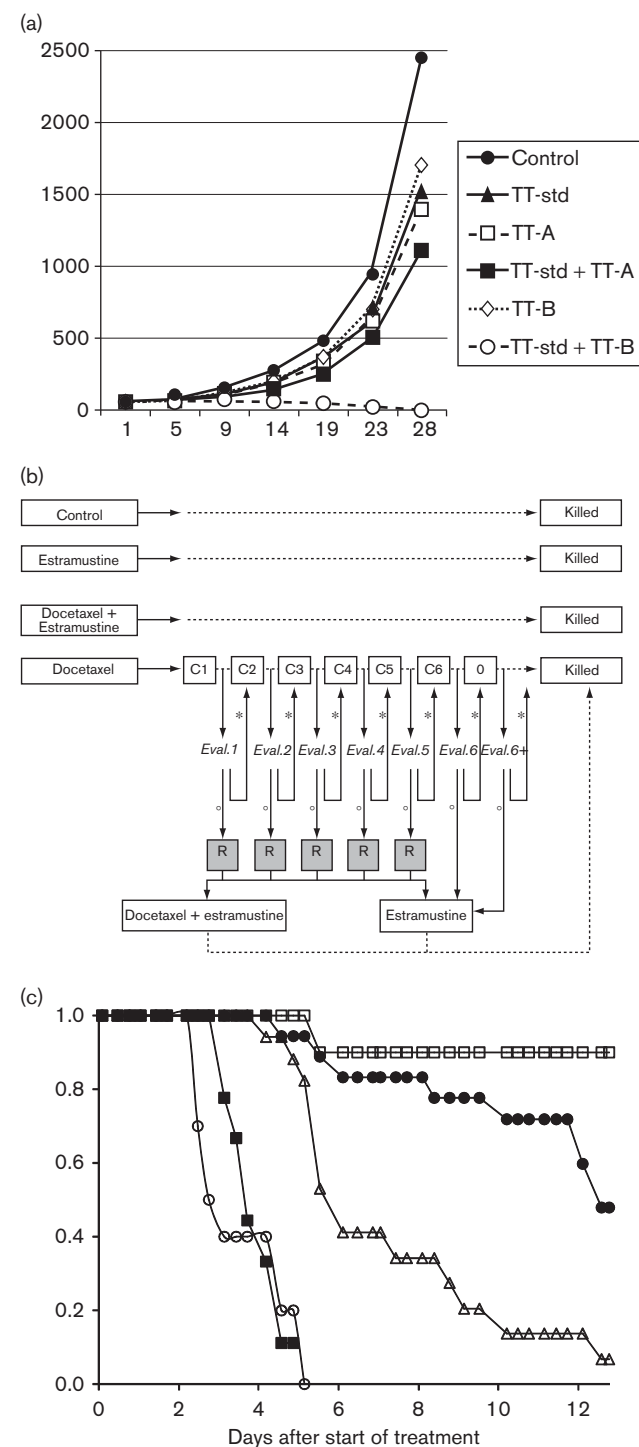 (a)
2500
2000
1500
1000
500
0
1 5 9 14 19 23 28
Control
TT-std
TT-A
TT-std + TT-A
TT-B
TT-std + TT-B
(b)
Control Killed
Estramustine Killed
Docetaxel +
Estramustine Killed
Docetaxel C1 C2 C3 C4 C5 C6 0 Killed
* * * * * * *
Eval.1 Eval.2 Eval.3 Eval.4 Eval.5 Eval.6 Eval.6+
° ° ° ° ° ° °
R R R R R
Docetaxel + estramustine Estramustine
(c)
1.0
0.8
0.6
0.4
0.2
0.0
0 2 4 6 8 10 12
Days after start of treatment